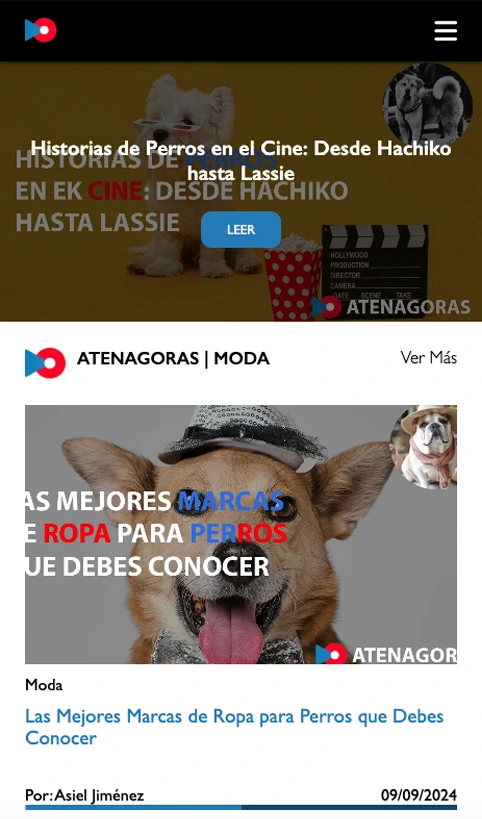 Historias de Perros en el Cine: Desde Hachiko
hasta Lassie
HISTORIAS DE PERROS
EN EK CINE: DESDE HACHIKO
HASTA LASSIE
LEER
HOLLYWOOD
PRODUCTION
DIRECTOR
CAMERA
DATE SCENE TAKE
ATENAGORAS
ATENAGORAS | MODA
Ver Más
AS MEJORES MARCAS
E ROPA PARA PERROS
UE DEBES CONOCER
ATENAGOR
Moda
Las Mejores Marcas de Ropa para Perros que Debes
Conocer
Por: Asiel Jiménez
09/09/2024